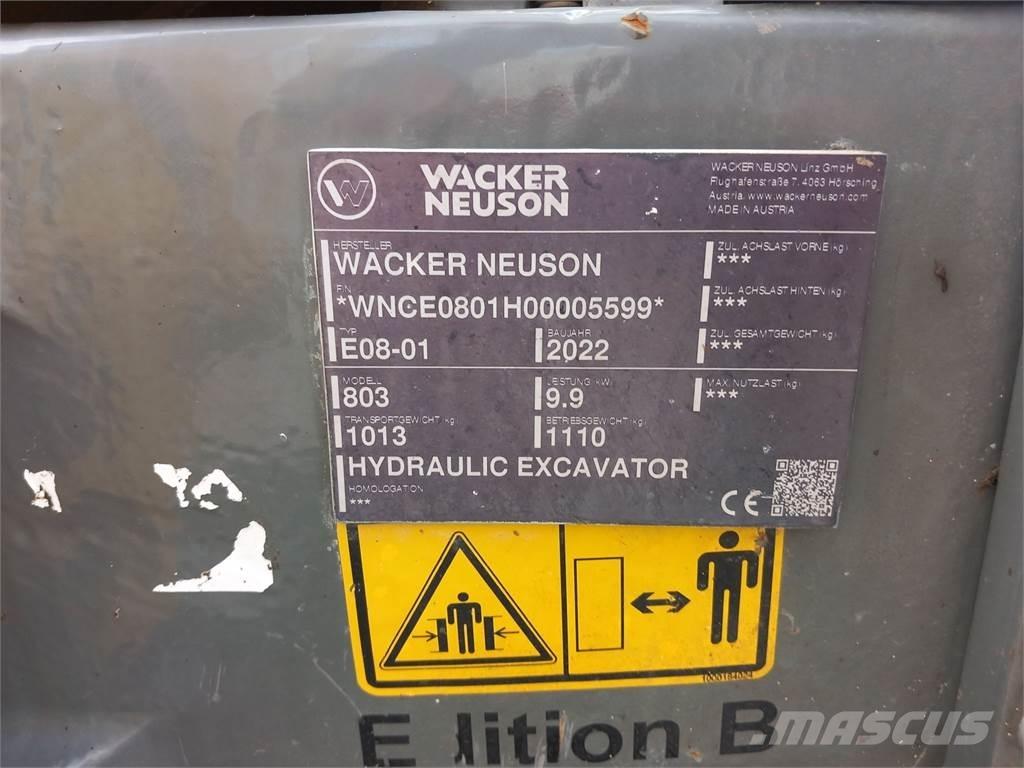 WACKER
NEUSON
WACKER NEUSON Linz GmbH
Flughafenstraße 7, 4063 Hörsching
Austria, www.wackerneuson.com
MADE IN AUSTRIA
HERSTELLER
WACKER NEUSON
ZUL. ACHSLAST VORNE (kg)
***
FIN
*WNCE0801H00005599*
ZUL. ACHSLAST HINTEN (kg)
***
TYP
E08-01
BAUJAHR
2022
ZUL. GESAMTGEWICHT (kg)
***
MODELL
803
LEISTUNG kW
9.9
MAX. NUTZLAST (kg)
***
TRANSPORTGEWICHT (kg)
1013
BETRIEBSGEWICHT (kg)
1110
HYDRAULIC EXCAVATOR
HOMOLOGATION
***
CE
1000184024
E dition B
MASCUS